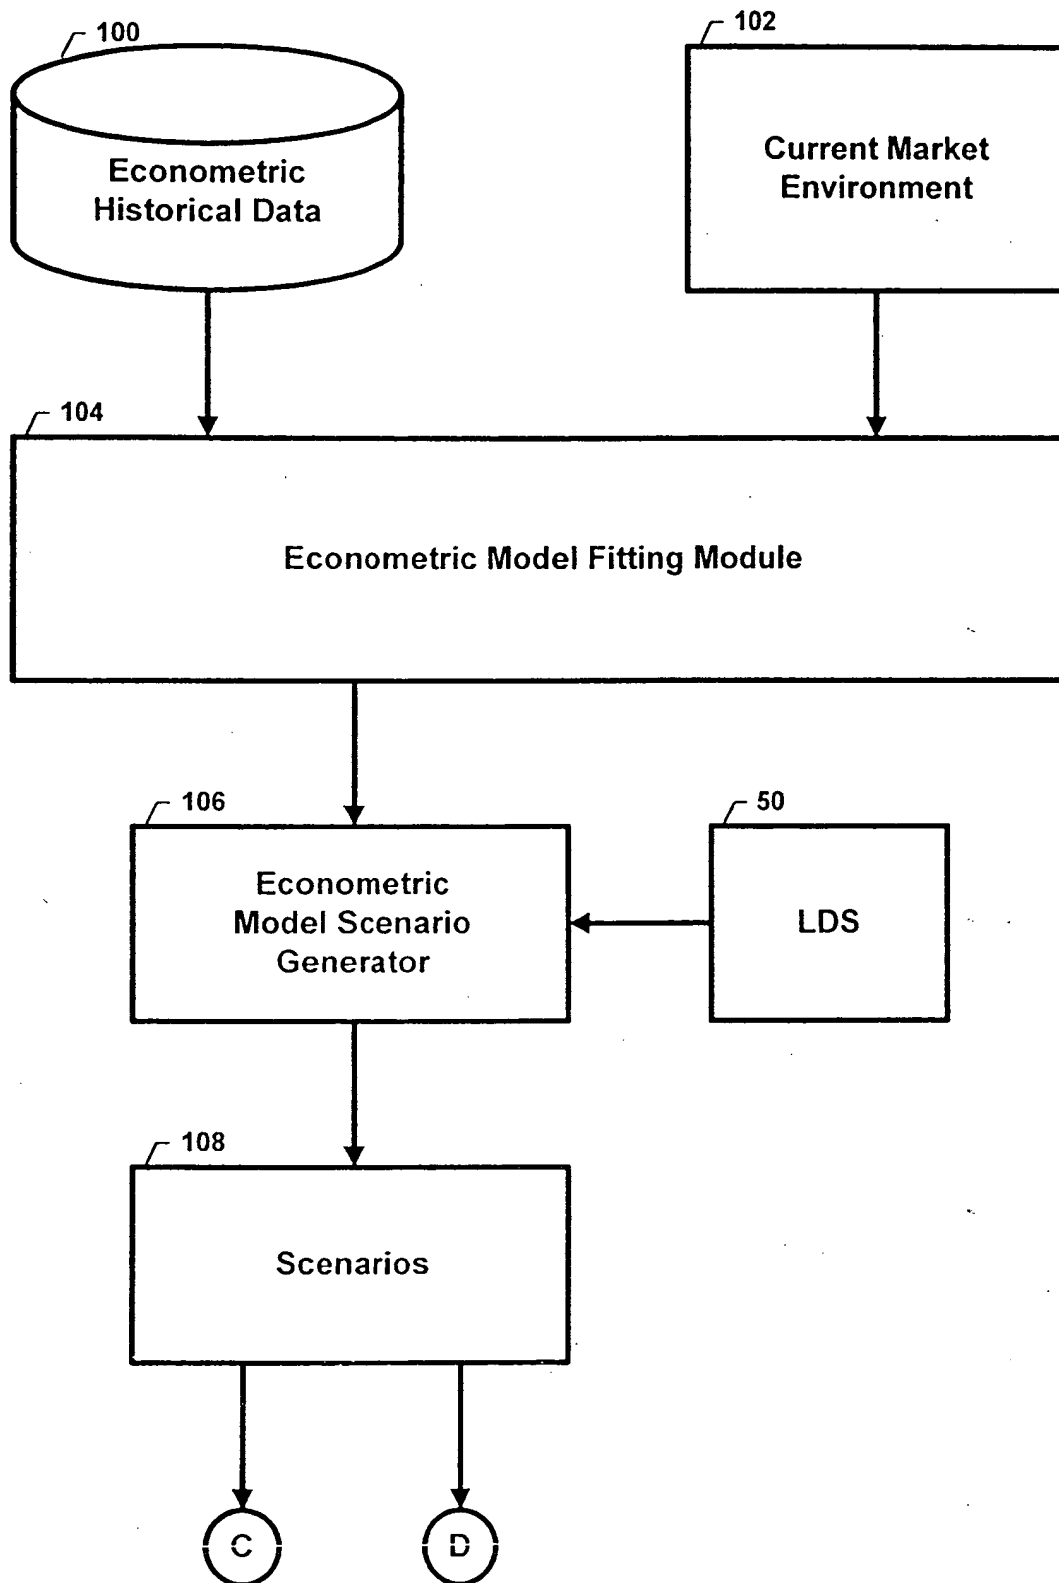 100
102
Econometric
Historical Data
Current Market
Environment
104
Econometric Model Fitting Module
106
50
Econometric
Model Scenario
Generator
LDS
108
Scenarios
C
D